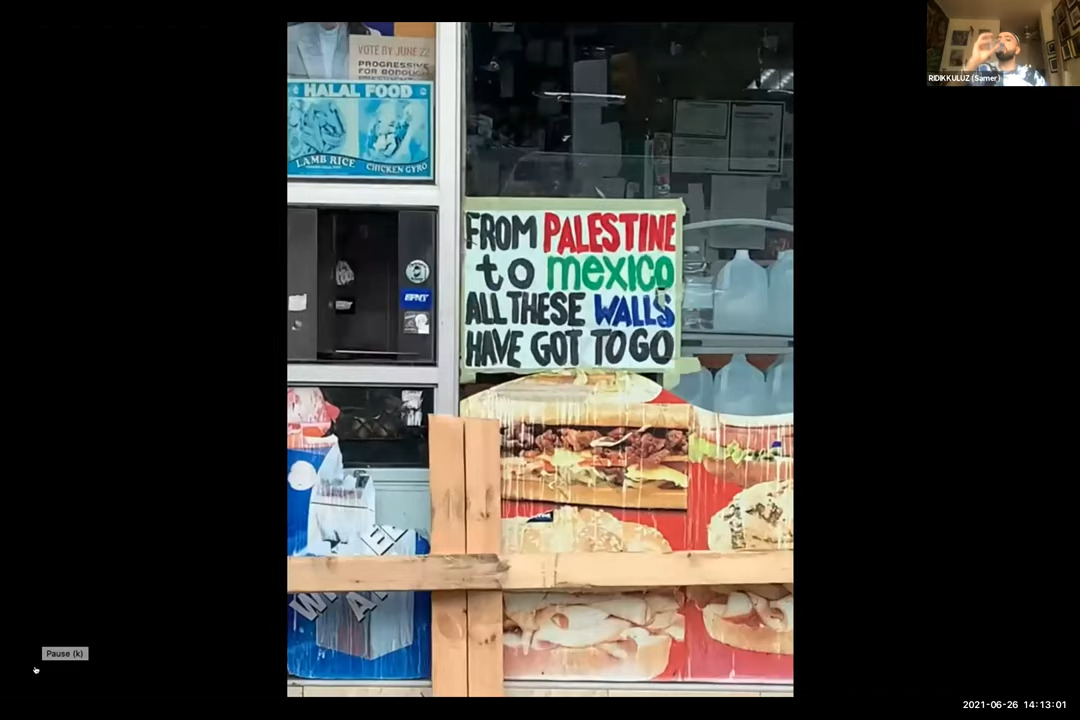 VOTE BY JUNE 22
PROGRESSIVE
FOR BOROUGH
HALAL FOOD
LAMB RICE
CHICKEN GYRO
FROM PALESTINE
to mexico
ALL THESE WALLS
HAVE GOT TO GO
RIDIKKULUZ (Samer)
Pause (k)
2021-06-26 14:13:01